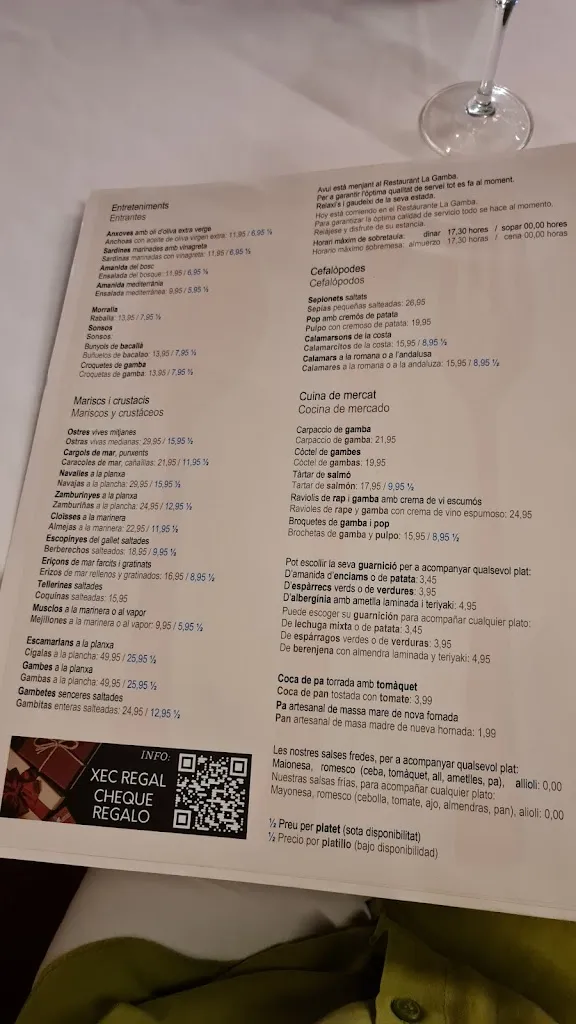 Entreteniments
Entrantes
Anxoves amb oli d'oliva extra verge
Anchoas con aceite de oliva virgen extra: 11,95 / 6,95 ½
Sardines marinades amb vinagreta
Sardinas marinadas con vinagreta: 11,95 / 6,95 ½
Amanida del bosc
Ensalada del bosque: 11,95 / 6,95 ½
Amanida mediterrània
Ensalada mediterránea: 9,95 / 5,95 ½
Morralla
Raballa: 13,95 / 7,95 ½
Sonsos
Sonsos:
Bunyols de bacallà
Buñuelos de bacalao: 13,95 / 7,95 ½
Croquetes de gamba
Croquetas de gamba: 13,95 / 7,95 ½
Mariscs i crustacis
Mariscos y crustáceos
Ostres vives mitjanes
Ostras vivas medianas: 29,95 / 15,95 ½
Cargols de mar, punxents
Caracoles de mar, cañaíllas: 21,95 / 11,95 ½
Navalles a la planxa
Navajas a la plancha: 29,95 / 15,95 ½
Zamburinyes a la planxa
Zamburiñas a la plancha: 24,95 / 12,95 ½
Cloïsses a la marinera
Almejas a la marinera: 22,95 / 11,95 ½
Escopinyes del gallet saltades
Berberechos salteados: 18,95 / 9,95 ½
Eriçons de mar farcits i gratinats
Erizos de mar rellenos y gratinados: 16,95 / 8,95 ½
Tellerines saltades
Coquinas salteadas: 15,95
Musclos a la marinera o al vapor
Mejillones a la marinera o al vapor: 9,95 / 5,95 ½
Escamarlans a la planxa
Cigalas a la plancha: 49,95 / 25,95 ½
Gambes a la planxa
Gambas a la plancha: 49,95 / 25,95 ½
Gambetes senceres saltades
Gambitas enteras salteadas: 24,95 / 12,95 ½
INFO:
XEC REGAL
CHEQUE
REGALO
Avui està menjant al Restaurant La Gamba.
Per a garantir l'òptima qualitat de servei tot es fa al moment.
Relaxi's i gaudeixi de la seva estada.
Hoy está comiendo en el Restaurante La Gamba.
Para garantizar la óptima calidad de servicio todo se hace al momento.
Relájese y disfrute de su estancia.
Horari màxim de sobretaula: dinar 17,30 hores / sopar 00,00 hores
Horario máximo sobremesa: almuerzo 17,30 horas / cena 00,00 horas
Cefalòpodes
Cefalópodos
Sepionets saltats
Sepias pequeñas salteadas: 26,95
Pop amb cremós de patata
Pulpo con cremoso de patata: 19,95
Calamarsons de la costa
Calamarcitos de la costa: 15,95 / 8,95 ½
Calamars a la romana o a l'andalusa
Calamares a la romana o a la andaluza: 15,95 / 8,95 ½
Cuina de mercat
Cocina de mercado
Carpaccio de gamba
Carpaccio de gamba: 21,95
Còctel de gambes
Cóctel de gambas: 19,95
Tàrtar de salmó
Tartar de salmón: 17,95 / 9,95 ½
Raviolis de rap i gamba amb crema de vi escumós
Ravioles de rape y gamba con crema de vino espumoso: 24,95
Broquetes de gamba i pop
Brochetas de gamba y pulpo: 15,95 / 8,95 ½
Pot escollir la seva guarnició per a acompanyar qualsevol plat:
D'amanida d'enciams o de patata: 3,45
D'espàrrecs verds o de verdures: 3,95
D'albergínia amb ametlla laminada i teriyaki: 4,95
Puede escoger su guarnición para acompañar cualquier plato:
De lechuga mixta o de patata: 3,45
De espárragos verdes o de verduras: 3,95
De berenjena con almendra laminada y teriyaki: 4,95
Coca de pa torrada amb tomàquet
Coca de pan tostada con tomate: 3,99
Pa artesanal de massa mare de nova fornada
Pan artesanal de masa madre de nueva hornada: 1,99
Les nostres salses fredes, per a acompanyar qualsevol plat:
Maionesa, romesco (ceba, tomàquet, all, ametlles, pa), allioli: 0,00
Nuestras salsas frías, para acompañar cualquier plato:
Mayonesa, romesco (cebolla, tomate, ajo, almendras, pan), alioli: 0,00
½ Preu per platet (sota disponibilitat)
½ Precio por platillo (bajo disponibilidad)